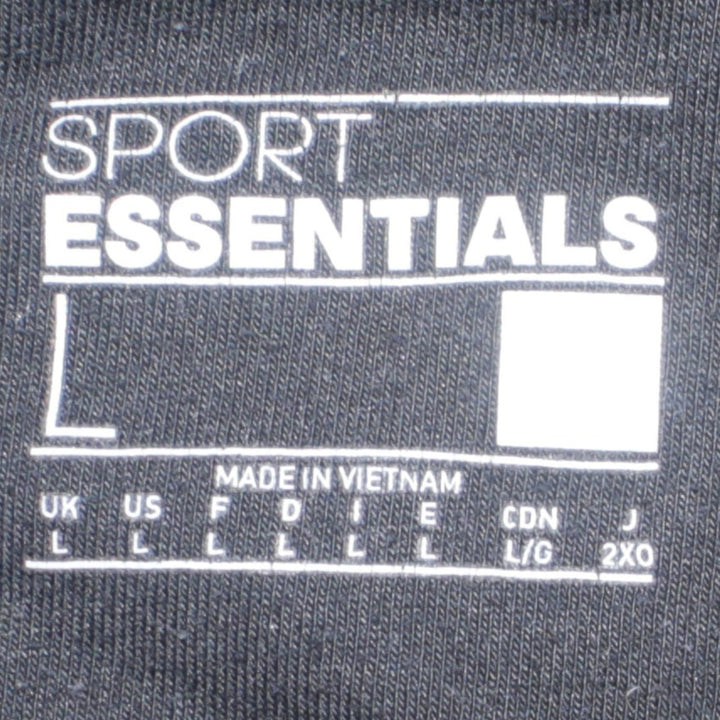 SPORT
ESSENTIALS
L
MADE IN VIETNAM
UK US F D I E CDN J
L L L L L L L/G 2XO